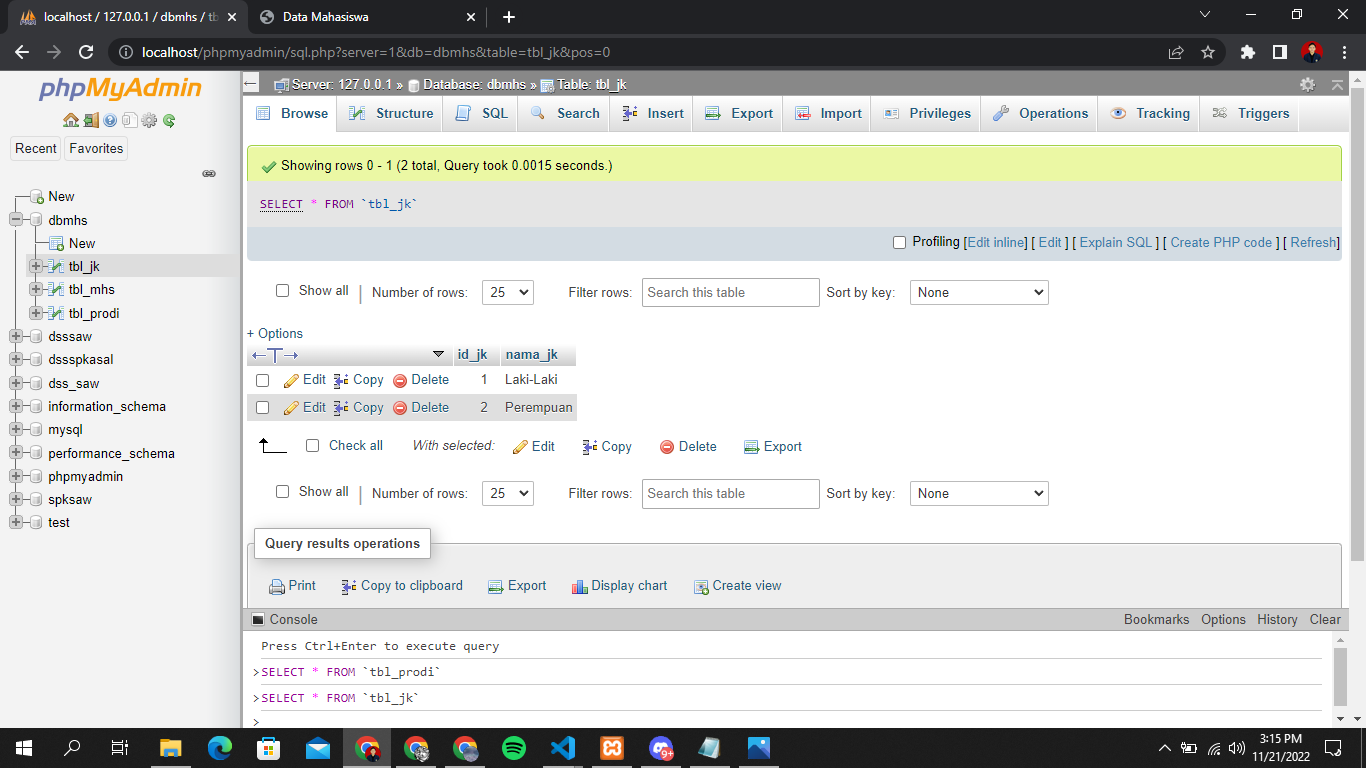 localhost / 127.0.0.1 / dbmhs / tb
Data Mahasiswa
localhost/phpmyadmin/sql.php?server=1&db=dbmhs&table=tbl_jk&pos=0
phpMyAdmin
Recent Favorites
New
dbmhs
New
tbl_jk
tbl_mhs
tbl_prodi
dsssaw
dssspkasal
dss_saw
information_schema
mysql
performance_schema
phpmyadmin
spksaw
test
Server: 127.0.0.1 » Database: dbmhs » Table: tbl_jk
Browse Structure SQL Search Insert Export Import Privileges Operations Tracking Triggers
Showing rows 0 - 1 (2 total, Query took 0.0015 seconds.)
SELECT * FROM `tbl_jk`
Profiling [Edit inline] [ Edit ] [ Explain SQL ] [ Create PHP code ] [ Refresh]
Show all | Number of rows: 25 Filter rows: Search this table Sort by key: None
+ Options
←T→ id_jk nama_jk
Edit Copy Delete 1 Laki-Laki
Edit Copy Delete 2 Perempuan
Check all With selected: Edit Copy Delete Export
Show all | Number of rows: 25 Filter rows: Search this table Sort by key: None
Query results operations
Print Copy to clipboard Export Display chart Create view
Console Bookmarks Options History Clear
Press Ctrl+Enter to execute query
>SELECT * FROM `tbl_prodi`
>SELECT * FROM `tbl_jk`
>
9+
3:15 PM
11/21/2022